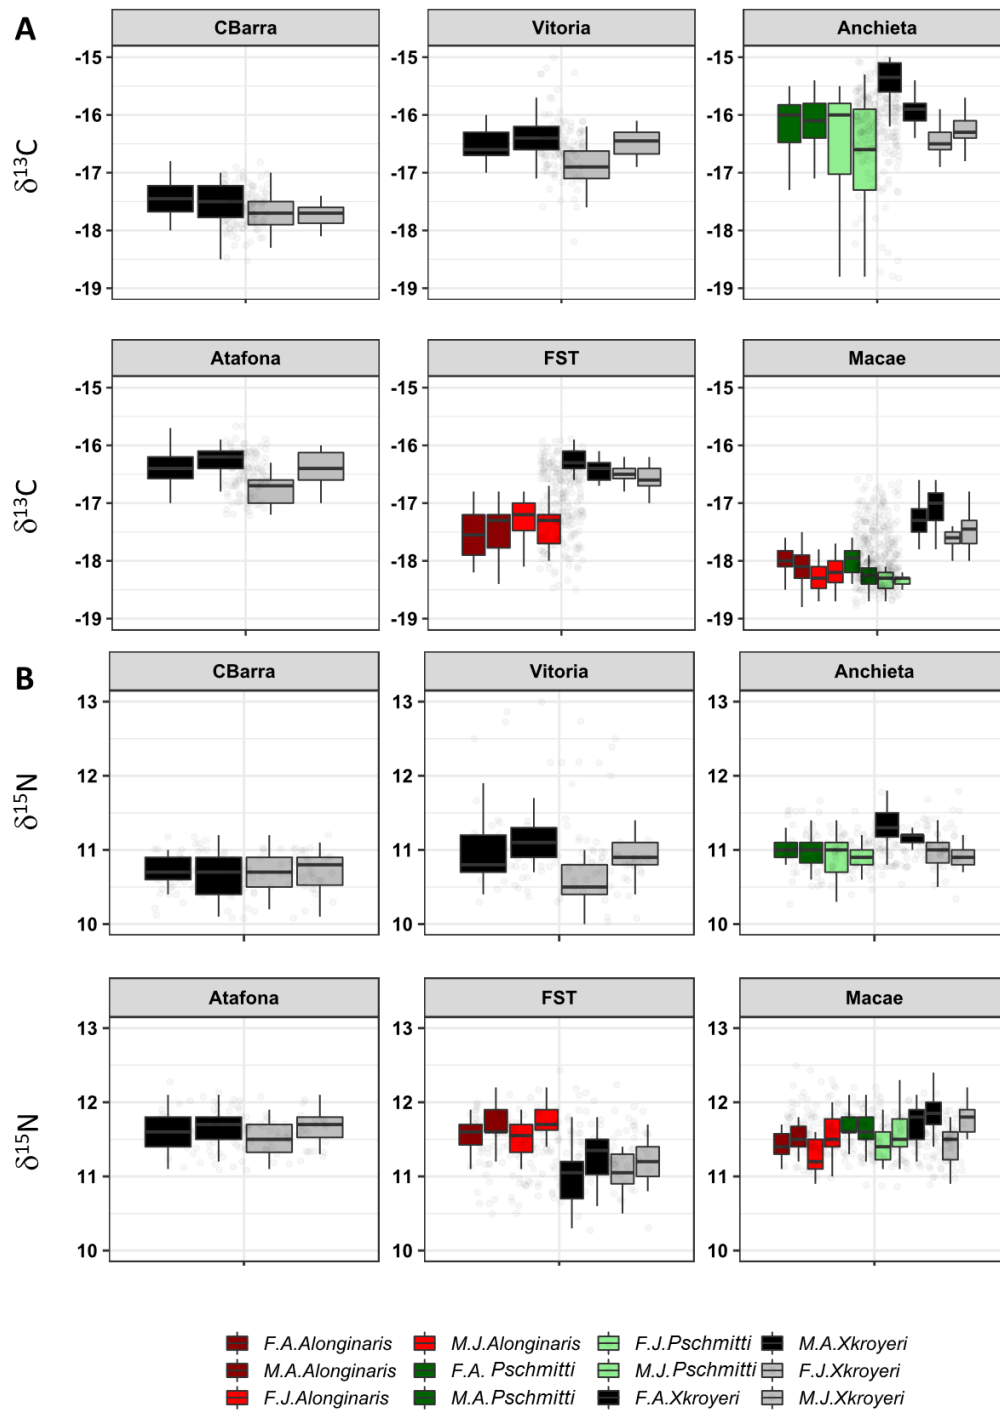 A
CBarra Vitoria Anchieta
-15 -15 -15
-16 -16 -16
-17 -17 -17
-18 -18 -18
-19 -19 -19
δ13C
Atafona FST Macae
-15 -15 -15
-16 -16 -16
-17 -17 -17
-18 -18 -18
-19 -19 -19
δ13C
B
CBarra Vitoria Anchieta
13 13 13
12 12 12
11 11 11
10 10 10
δ15N
Atafona FST Macae
13 13 13
12 12 12
11 11 11
10 10 10
δ15N
F.A.Alonginaris M.J.Alonginaris F.J.Pschmitti M.A.Xkroyeri
M.A.Alonginaris F.A. Pschmitti M.J.Pschmitti F.J.Xkroyeri
F.J.Alonginaris M.A.Pschmitti F.A.Xkroyeri M.J.Xkroyeri